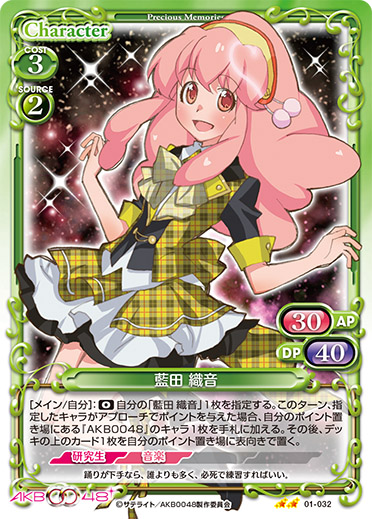 Precious Memories
Character
COST
3
SOURCE
2
30 AP
DP 40
藍田 織音
[メイン/自分]:自分の「藍田 織音」1枚を指定する。このターン、指
定したキャラがアプローチでポイントを与えた場合、自分のポイント置
き場にある「AKB0048」のキャラ1枚を手札に加える。その後、デッ
キの上のカード1枚を自分のポイント置き場に表向きで置く。
研究生 音楽
踊りが下手なら、誰よりも多く、必死で練習すればいい。
AKB0048
©サテライト/AKB0048製作委員会
01-032